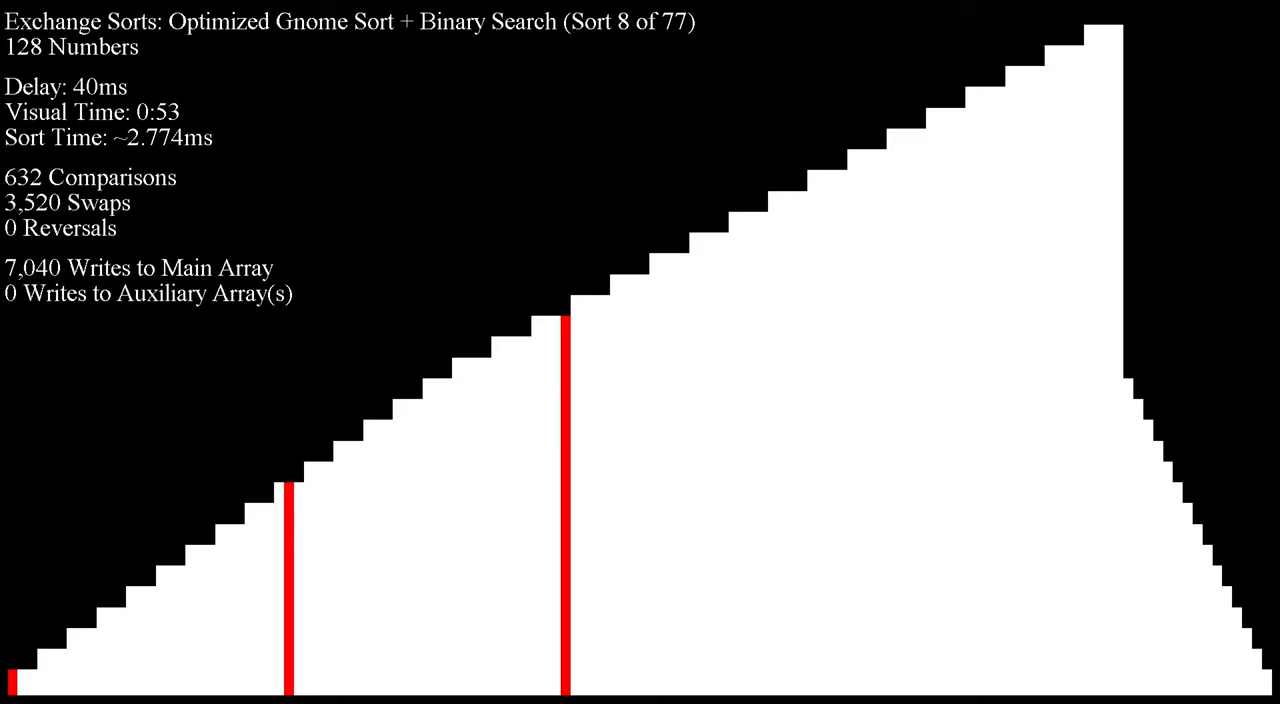 Exchange Sorts: Optimized Gnome Sort + Binary Search (Sort 8 of 77)
128 Numbers
Delay: 40ms
Visual Time: 0:53
Sort Time: ~2.774ms
632 Comparisons
3,520 Swaps
0 Reversals
7,040 Writes to Main Array
0 Writes to Auxiliary Array(s)